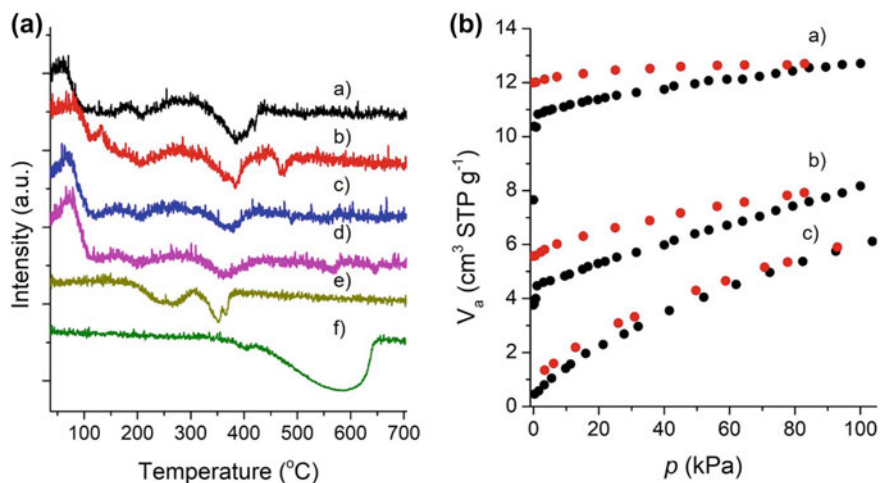 (a)
a)
b)
c)
d)
e)
f)
Intensity (a.u.)
100 200 300 400 500 600 700
Temperature (°C)
(b)
a)
b)
c)
14
12
10
8
6
4
2
0
Va (cm³ STP g⁻¹)
0 20 40 60 80 100
p (kPa)